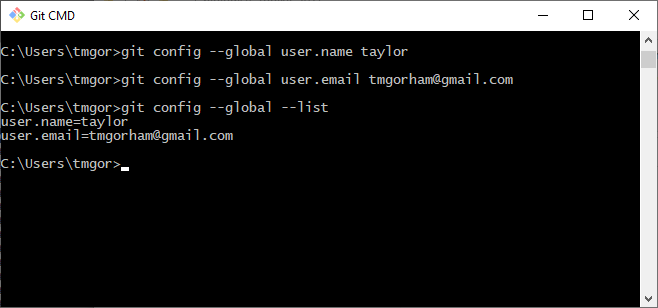 Git CMD
C:\Users\tmgor>git config --global user.name taylor
C:\Users\tmgor>git config --global user.email tmgorham@gmail.com
C:\Users\tmgor>git config --global --list
user.name=taylor
user.email=tmgorham@gmail.com
C:\Users\tmgor>